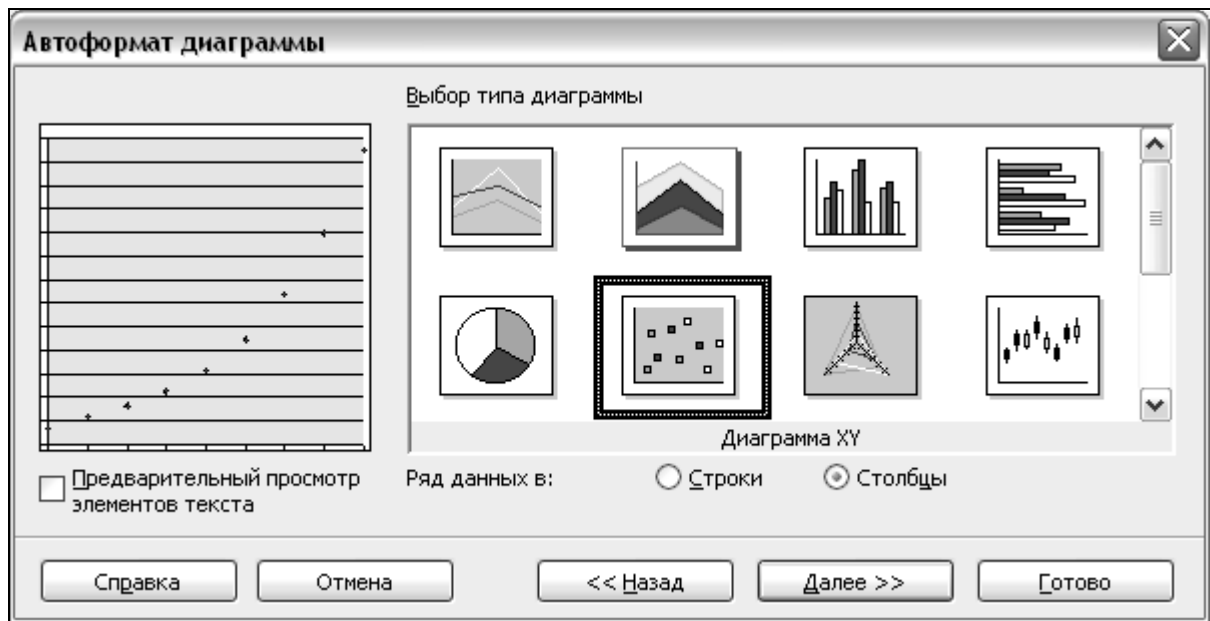 Автоформат диаграммы
Выбор типа диаграммы
Диаграмма XY
Предварительный просмотр
элементов текста
Ряд данных в:
Строки
Столбцы
Справка
Отмена
<< Назад
Далее >>
Готово